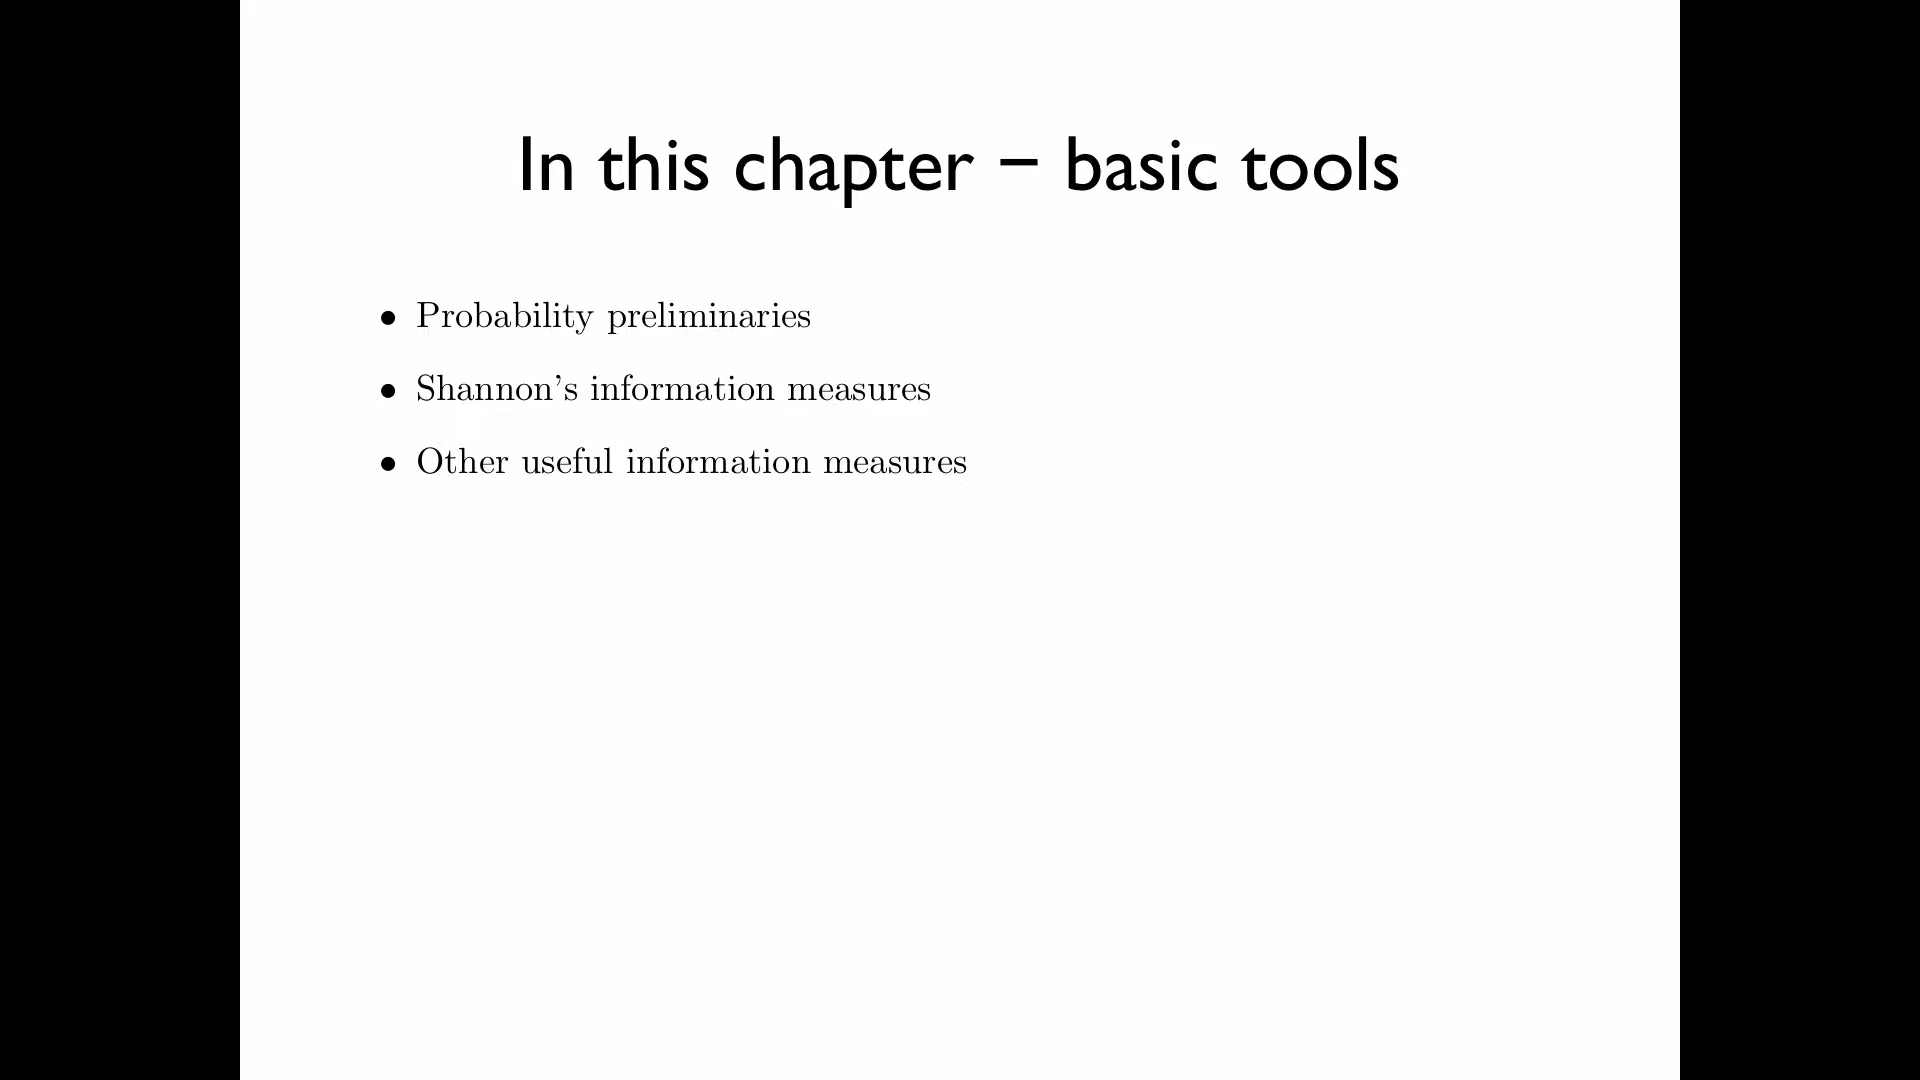 In this chapter – basic tools
• Probability preliminaries
• Shannon’s information measures
• Other useful information measures